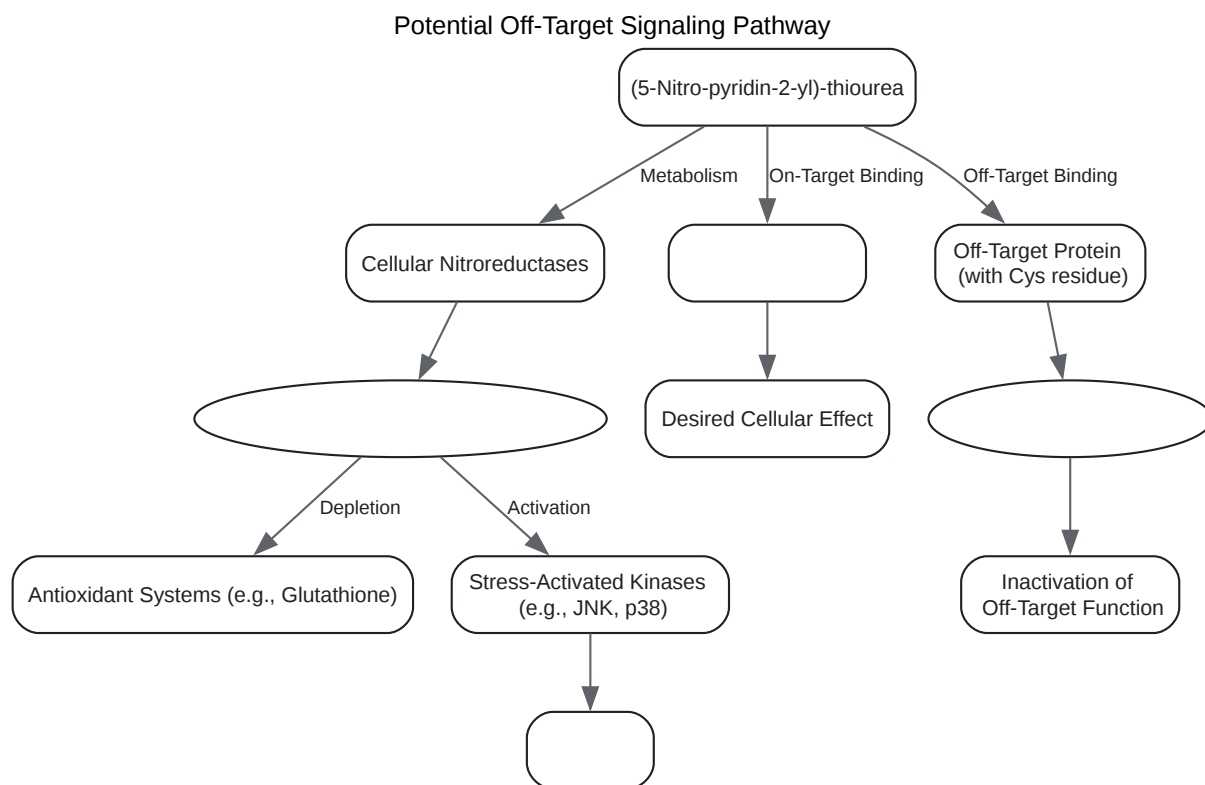 Potential Off-Target Signaling Pathway
(5-Nitro-pyridin-2-yl)-thiourea
Metabolism
On-Target Binding
Off-Target Binding
Cellular Nitroreductases
Off-Target Protein
(with Cys residue)
Desired Cellular Effect
Depletion
Activation
Antioxidant Systems (e.g., Glutathione)
Stress-Activated Kinases
(e.g., JNK, p38)
Inactivation of
Off-Target Function